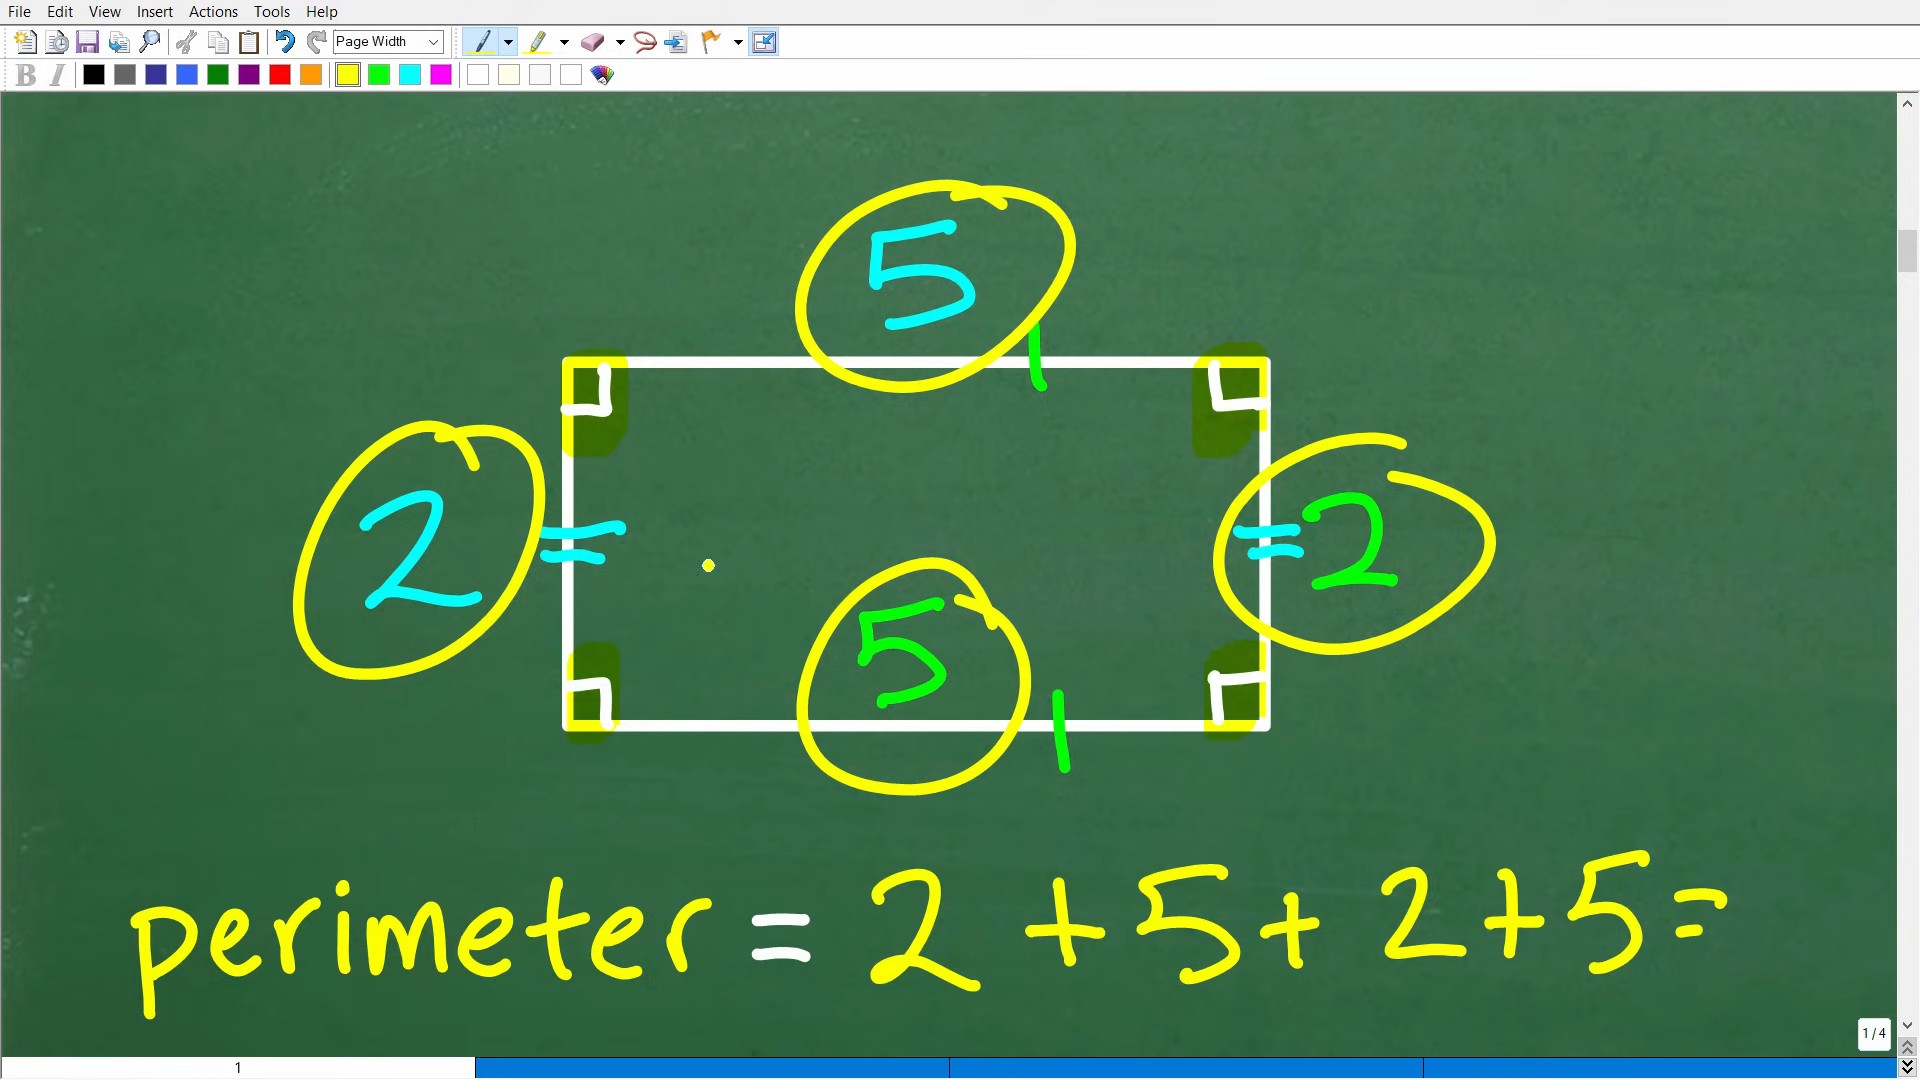 File Edit View Insert Actions Tools Help
Page Width
B I
5
2 2
5
perimeter = 2 + 5 + 2 + 5 =
1 / 4
1